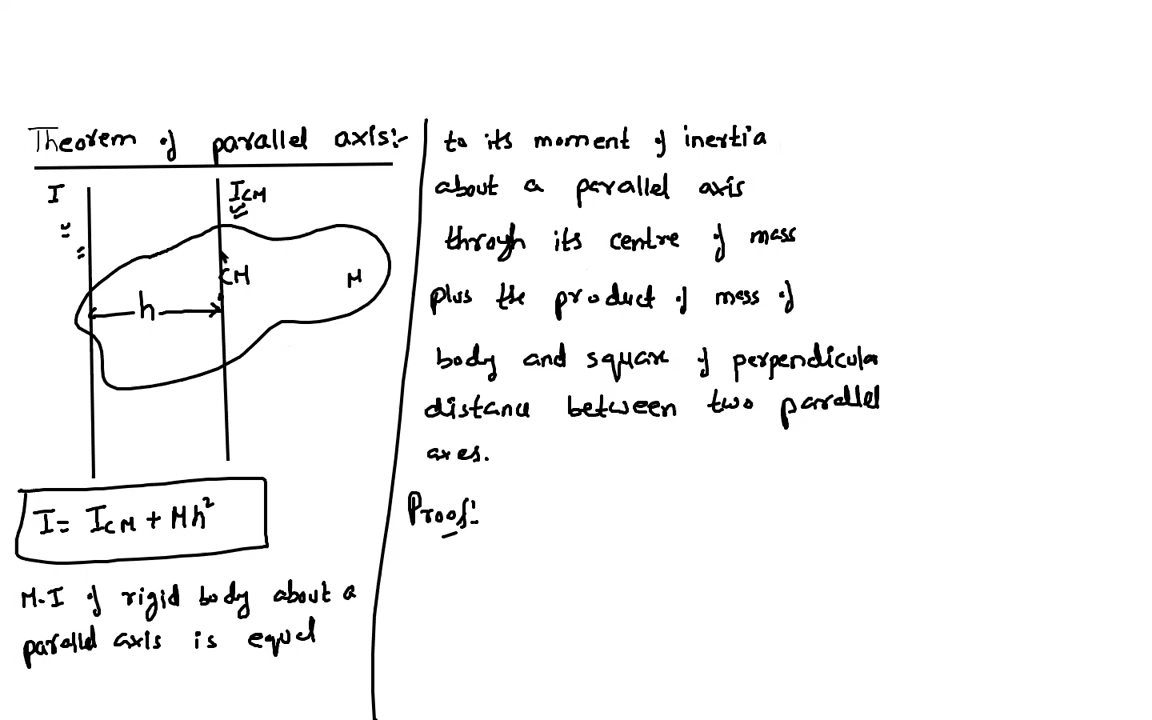 Theorem of parallel axis:-
I
ICM
CM
M
h
I = ICM + Mh²
M.I of rigid body about a
parallel axis is equal
to its moment of inertia
about a parallel axis
through its centre of mass
plus the product of mass of
body and square of perpendicular
distance between two parallel
axes.
Proof: